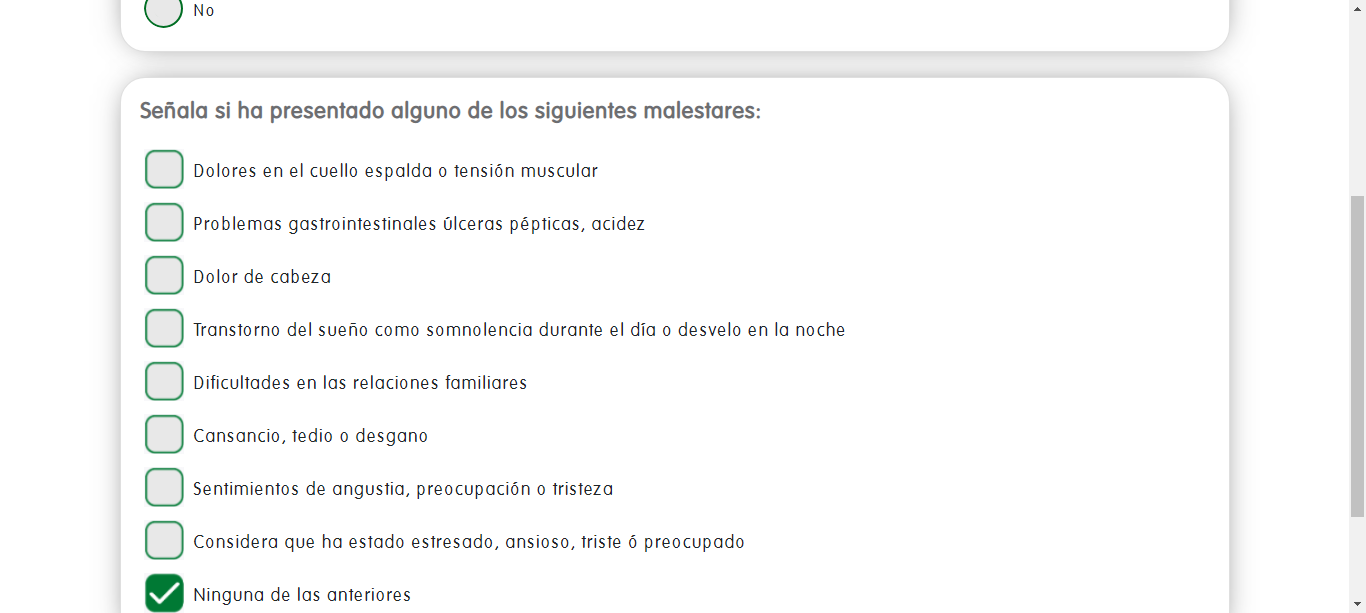 No
Señala si ha presentado alguno de los siguientes malestares:
Dolores en el cuello espalda o tensión muscular
Problemas gastrointestinales úlceras pépticas, acidez
Dolor de cabeza
Transtorno del sueño como somnolencia durante el día o desvelo en la noche
Dificultades en las relaciones familiares
Cansancio, tedio o desgano
Sentimientos de angustia, preocupación o tristeza
Considera que ha estado estresado, ansioso, triste ó preocupado
Ninguna de las anteriores